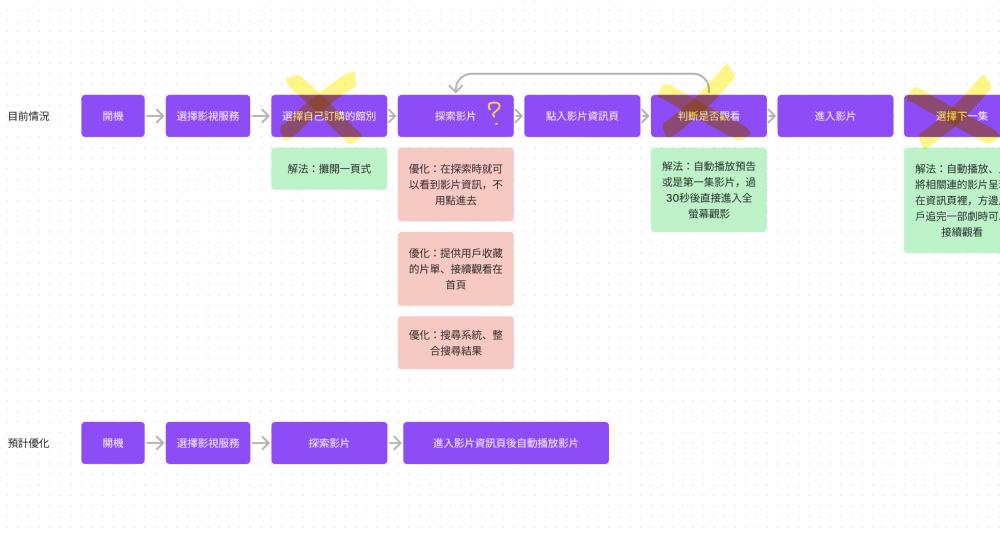 目前情況
開機
選擇影視服務
選擇自己訂購的館別
探索影片
?
點入影片資訊頁
判斷是否觀看
進入影片
選擇下一集
解法：攤開一頁式
優化：在探索時就可
以看到影片資訊，不
用點進去
優化：提供用戶收藏
的片單、接續觀看在
首頁
優化：搜尋系統、整
合搜尋結果
解法：自動播放預告
或是第一集影片，過
30秒後直接進入全
螢幕觀影
解法：自動播放、
將相關連的影片呈
在資訊頁裡，方邊
戶追完一部劇時可
接續觀看
預計優化
開機
選擇影視服務
探索影片
進入影片資訊頁後自動播放影片